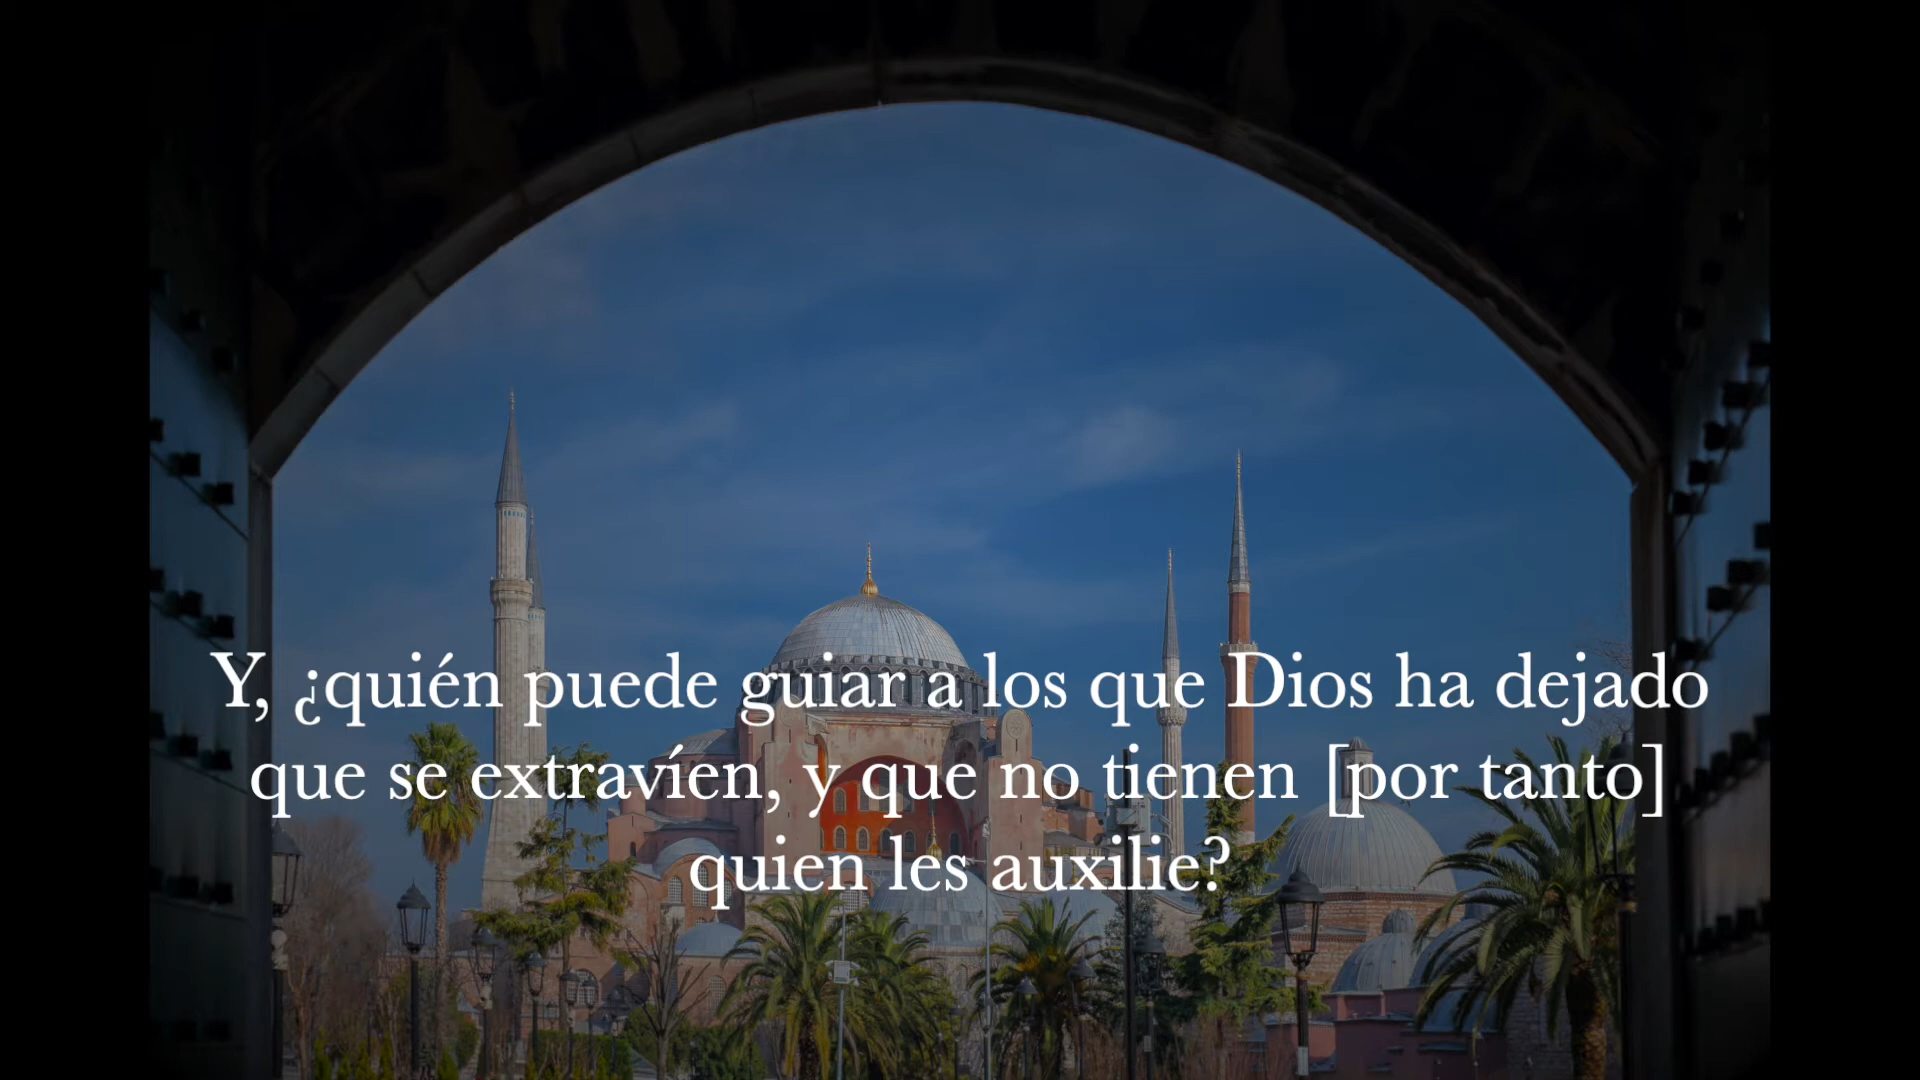 Y, ¿quién puede guiar a los que Dios ha dejado
que se extravíen, y que no tienen [por tanto]
quien les auxilie?